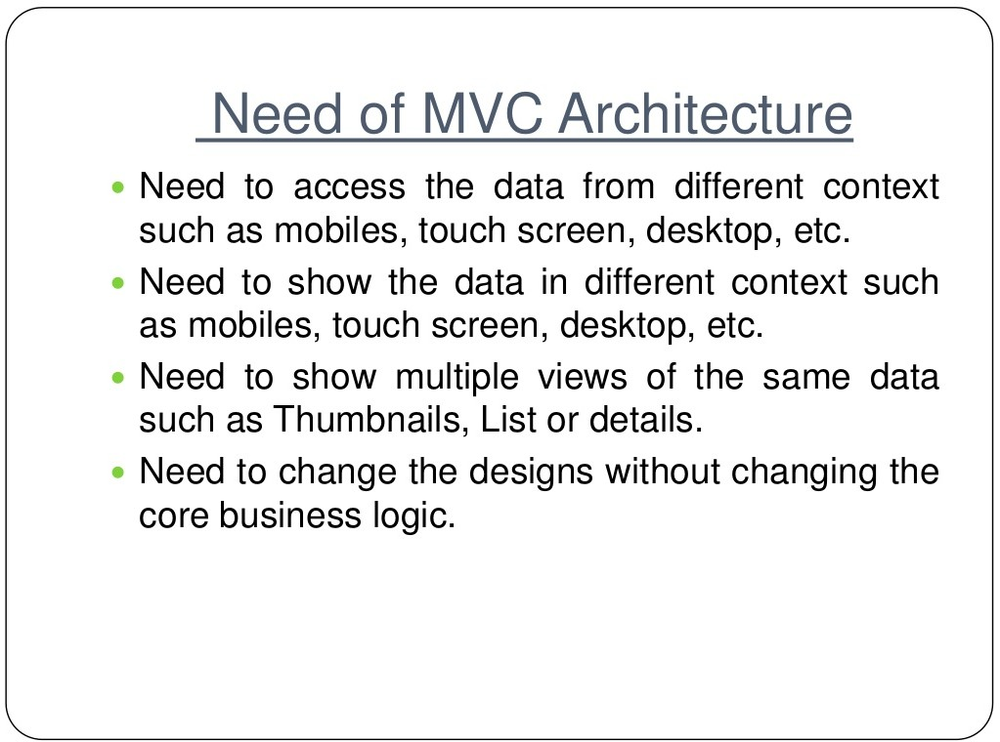 Need of MVC Architecture
• Need to access the data from different context
such as mobiles, touch screen, desktop, etc.
• Need to show the data in different context such
as mobiles, touch screen, desktop, etc.
• Need to show multiple views of the same data
such as Thumbnails, List or details.
• Need to change the designs without changing the
core business logic.